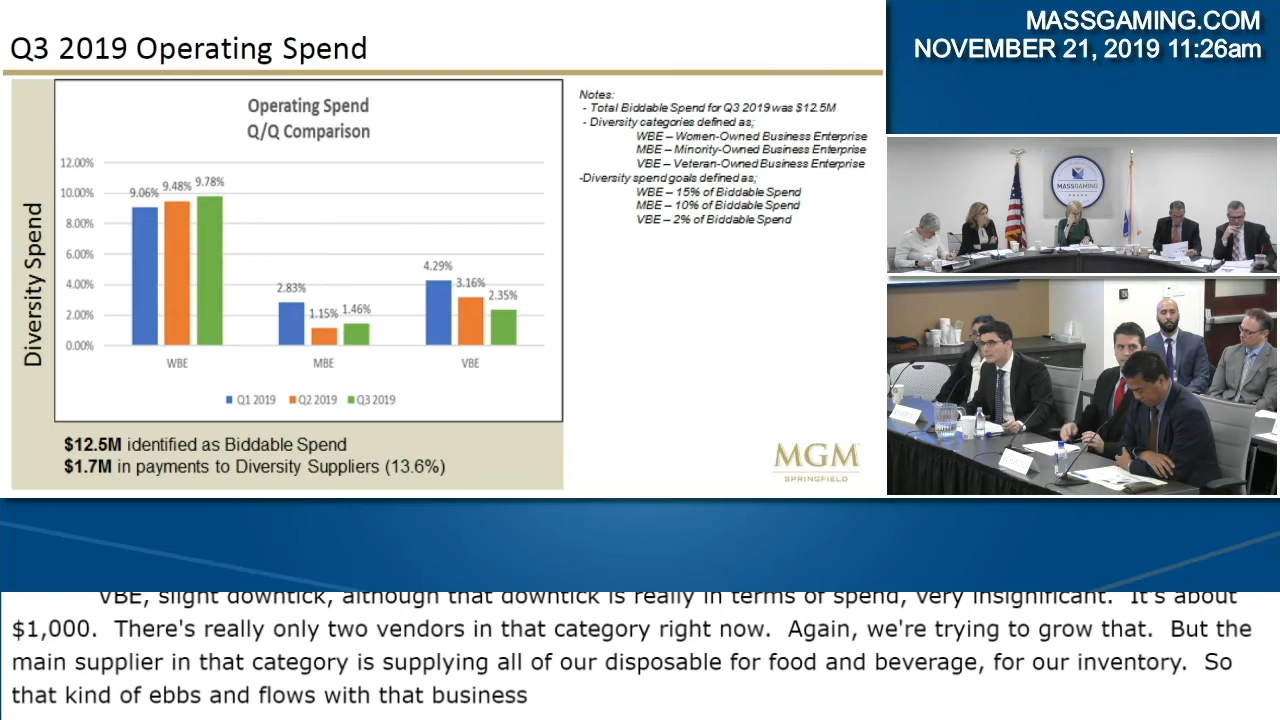 Q3 2019 Operating Spend
MASSGAMING.COM
NOVEMBER 21, 2019 11:26am
Diversity Spend
Operating Spend
Q/Q Comparison
12.00%
10.00%
8.00%
6.00%
4.00%
2.00%
0.00%
9.06%
9.48%
9.78%
2.83%
1.15%
1.46%
4.29%
3.16%
2.35%
WBE
MBE
VBE
Q1 2019
Q2 2019
Q3 2019
$12.5M identified as Biddable Spend
$1.7M in payments to Diversity Suppliers (13.6%)
Notes:
- Total Biddable Spend for Q3 2019 was $12.5M
- Diversity categories defined as;
WBE – Women-Owned Business Enterprise
MBE – Minority-Owned Business Enterprise
VBE – Veteran-Owned Business Enterprise
-Diversity spend goals defined as;
WBE – 15% of Biddable Spend
MBE – 10% of Biddable Spend
VBE – 2% of Biddable Spend
MGM
SPRINGFIELD
MASSGAMING
VBE, slight downtick, although that downtick is really in terms of spend, very insignificant. It's about
$1,000. There's really only two vendors in that category right now. Again, we're trying to grow that. But the
main supplier in that category is supplying all of our disposable for food and beverage, for our inventory. So
that kind of ebbs and flows with that business